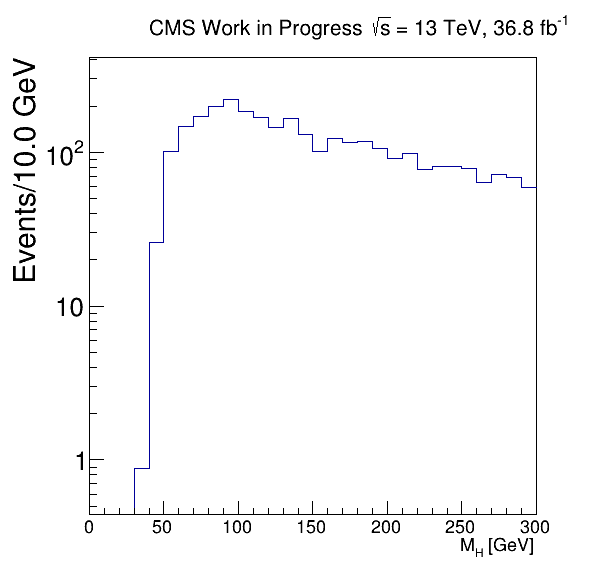 CMS Work in Progress √s = 13 TeV, 36.8 fb⁻¹
Events/10.0 GeV
10²
10
1
0 50 100 150 200 250 300
M_H [GeV]